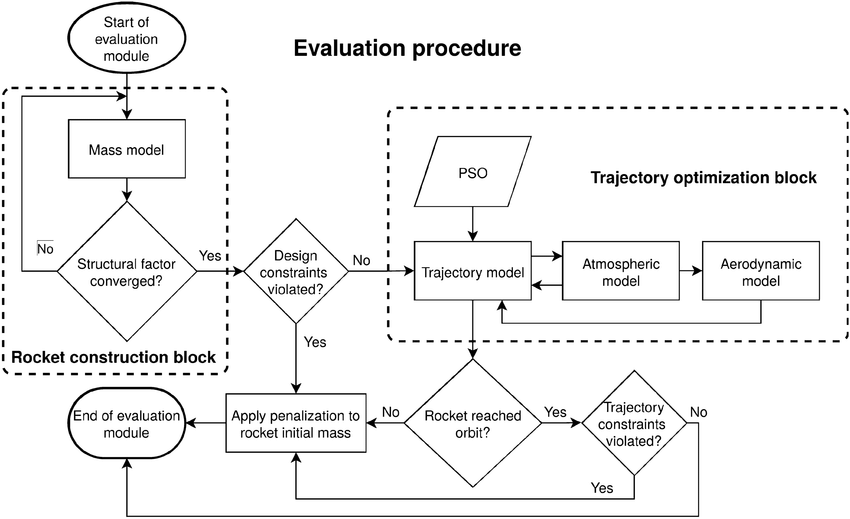 Start of
evaluation
module
Evaluation procedure
Mass model
PSO
Trajectory optimization block
No
Structural factor
converged?
Yes
Design
constraints
violated?
No
Trajectory model
Atmospheric
model
Aerodynamic
model
Rocket construction block
Yes
End of evaluation
module
Apply penalization to
rocket initial mass
No
Rocket reached
orbit?
Yes
Trajectory
constraints
violated?
No
Yes